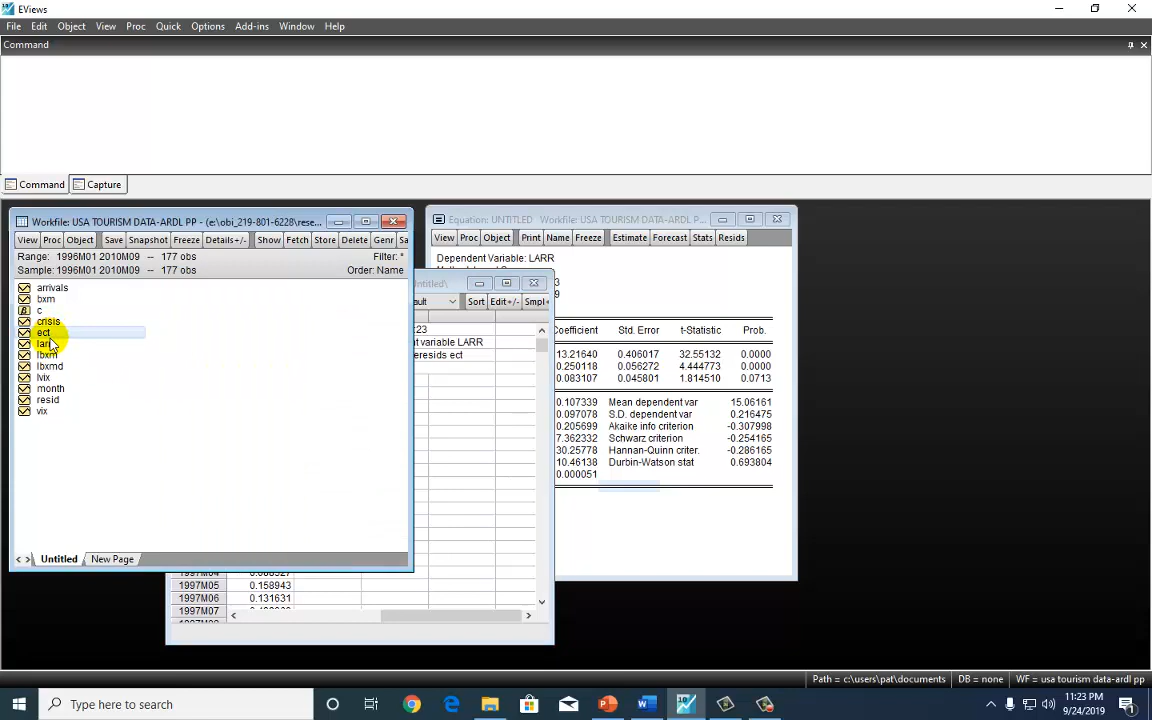 EViews
File Edit Object View Proc Quick Options Add-ins Window Help
Command
Command Capture
Workfile: USA TOURISM DATA-ARDL PP - (e:\obi_219-801-6228\rese...
View Proc Object Save Snapshot Freeze Details+/- Show Fetch Store Delete Genr Sa
Range: 1996M01 2010M09 -- 177 obs Filter: *
Sample: 1996M01 2010M09 -- 177 obs Order: Name
arrivals
bxm
c
crisis
ect
larr
lbxm
lbxmd
lvix
month
resid
vix
Untitled New Page
Untitled\
Sort Edit+/- Smpl+
:23
t variable LARR
eresids ect
1997M05 0.158943
1997M06 0.131631
1997M07
Equation: UNTITLED Workfile: USA TOURISM DATA-ARDL P...
View Proc Object Print Name Freeze Estimate Forecast Stats Resids
Dependent Variable: LARR
Coefficient Std. Error t-Statistic Prob.
13.21640 0.406017 32.55132 0.0000
0.250118 0.056272 4.444773 0.0000
0.083107 0.045801 1.814510 0.0713
0.107339 Mean dependent var 15.06161
0.097078 S.D. dependent var 0.216475
0.205699 Akaike info criterion -0.307998
7.362332 Schwarz criterion -0.254165
30.25778 Hannan-Quinn criter. -0.286165
10.46138 Durbin-Watson stat 0.693804
0.000051
Path = c:\users\pat\documents DB = none WF = usa tourism data-ardl pp
Type here to search
11:23 PM
9/24/2019